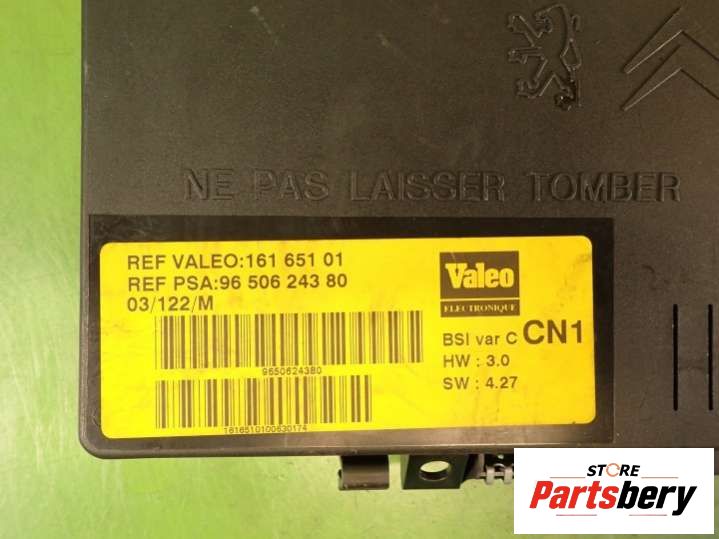 NE PAS LAISSER TOMBER
REF VALEO:161 651 01
REF PSA:96 506 243 80
03/122/M
Valeo
ELECTRONIQUE
BSI var C CN1
HW : 3.0
SW : 4.27
9650624380
1616510100630174
STORE
Partsbery